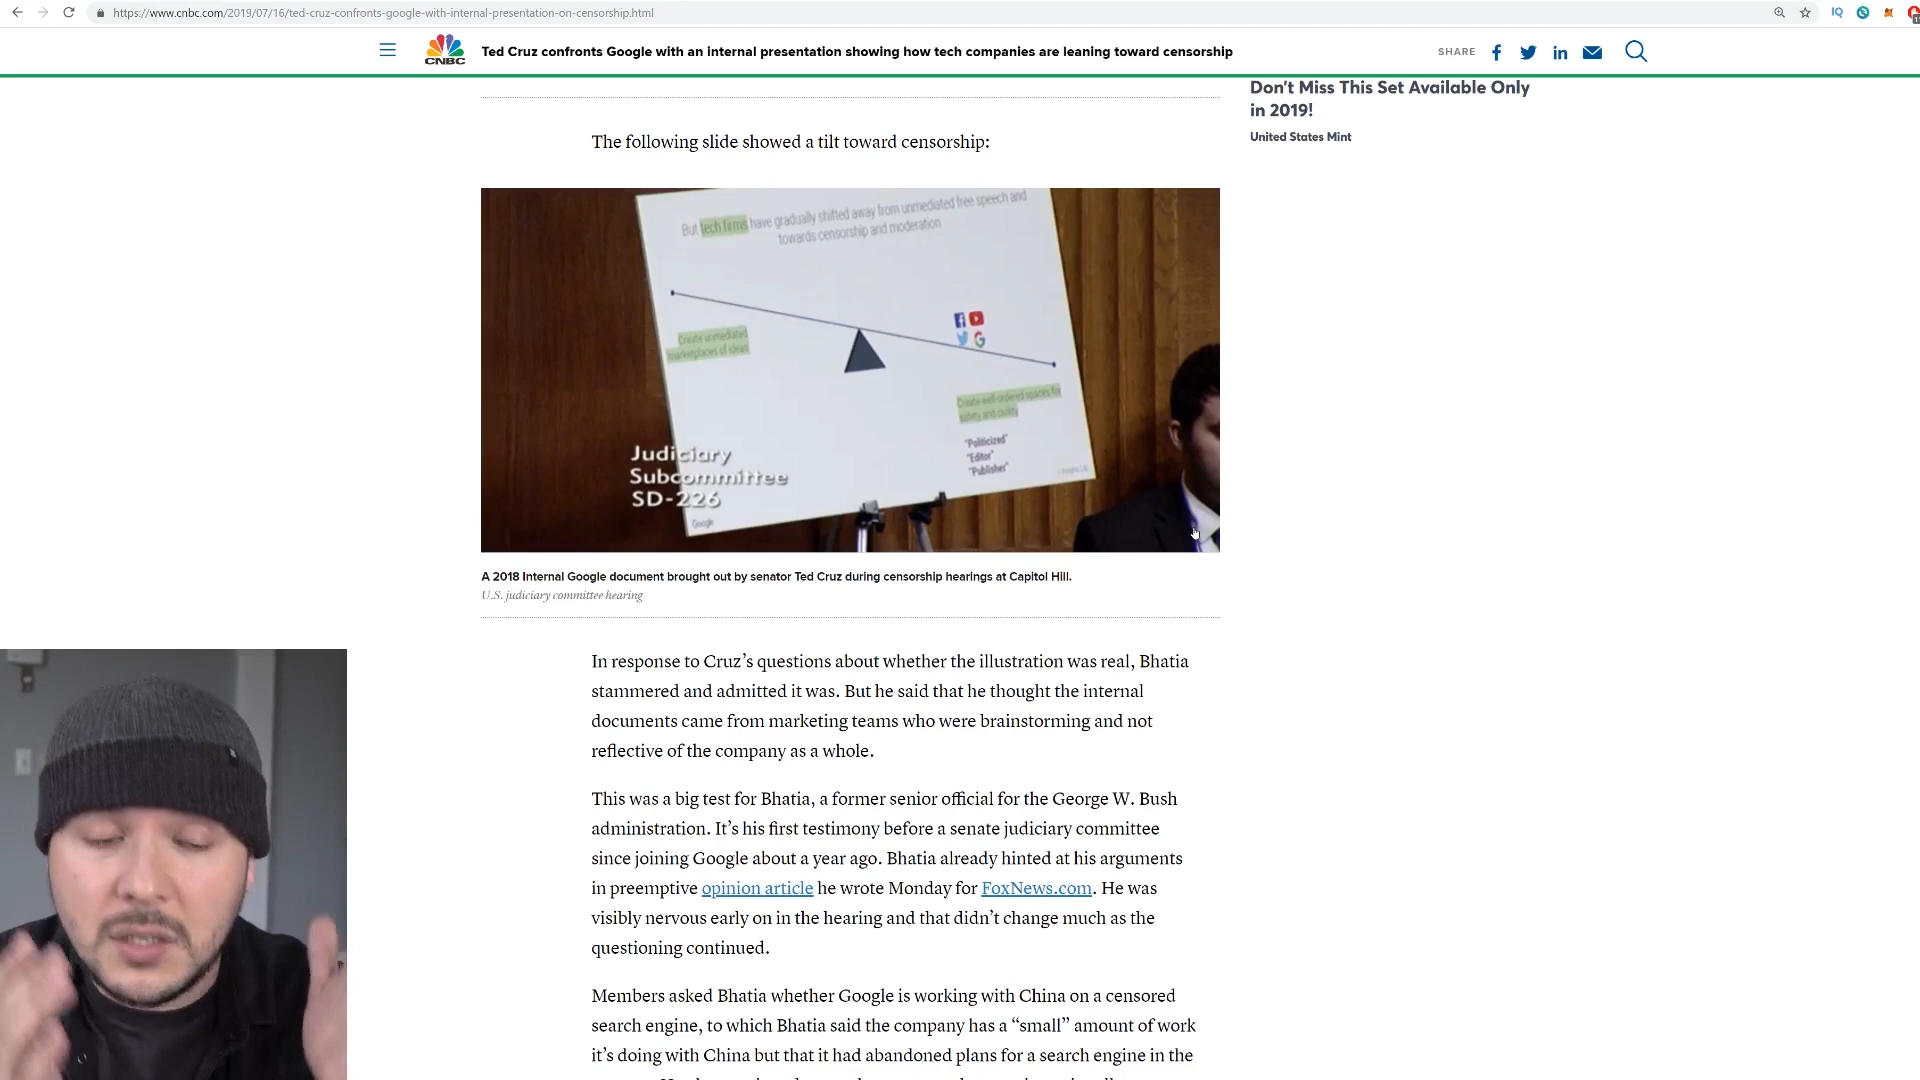 https://www.cnbc.com/2019/07/16/ted-cruz-confronts-google-with-internal-presentation-on-censorship.html
IQ
CNBC
Ted Cruz confronts Google with an internal presentation showing how tech companies are leaning toward censorship
SHARE
Don't Miss This Set Available Only
in 2019!
United States Mint
The following slide showed a tilt toward censorship:
But tech firms have gradually shifted away from unmediated free speech and
towards censorship and moderation
Create unmediated
marketplaces of ideas
Create well-ordered spaces for
safety and civility
"Politicized"
"Editor"
"Publisher"
Judiciary
Subcommittee
SD-226
Google
A 2018 Internal Google document brought out by senator Ted Cruz during censorship hearings at Capitol Hill.
U.S. judiciary committee hearing
In response to Cruz's questions about whether the illustration was real, Bhatia
stammered and admitted it was. But he said that he thought the internal
documents came from marketing teams who were brainstorming and not
reflective of the company as a whole.
This was a big test for Bhatia, a former senior official for the George W. Bush
administration. It's his first testimony before a senate judiciary committee
since joining Google about a year ago. Bhatia already hinted at his arguments
in preemptive opinion article he wrote Monday for FoxNews.com. He was
visibly nervous early on in the hearing and that didn't change much as the
questioning continued.
Members asked Bhatia whether Google is working with China on a censored
search engine, to which Bhatia said the company has a “small” amount of work
it's doing with China but that it had abandoned plans for a search engine in the